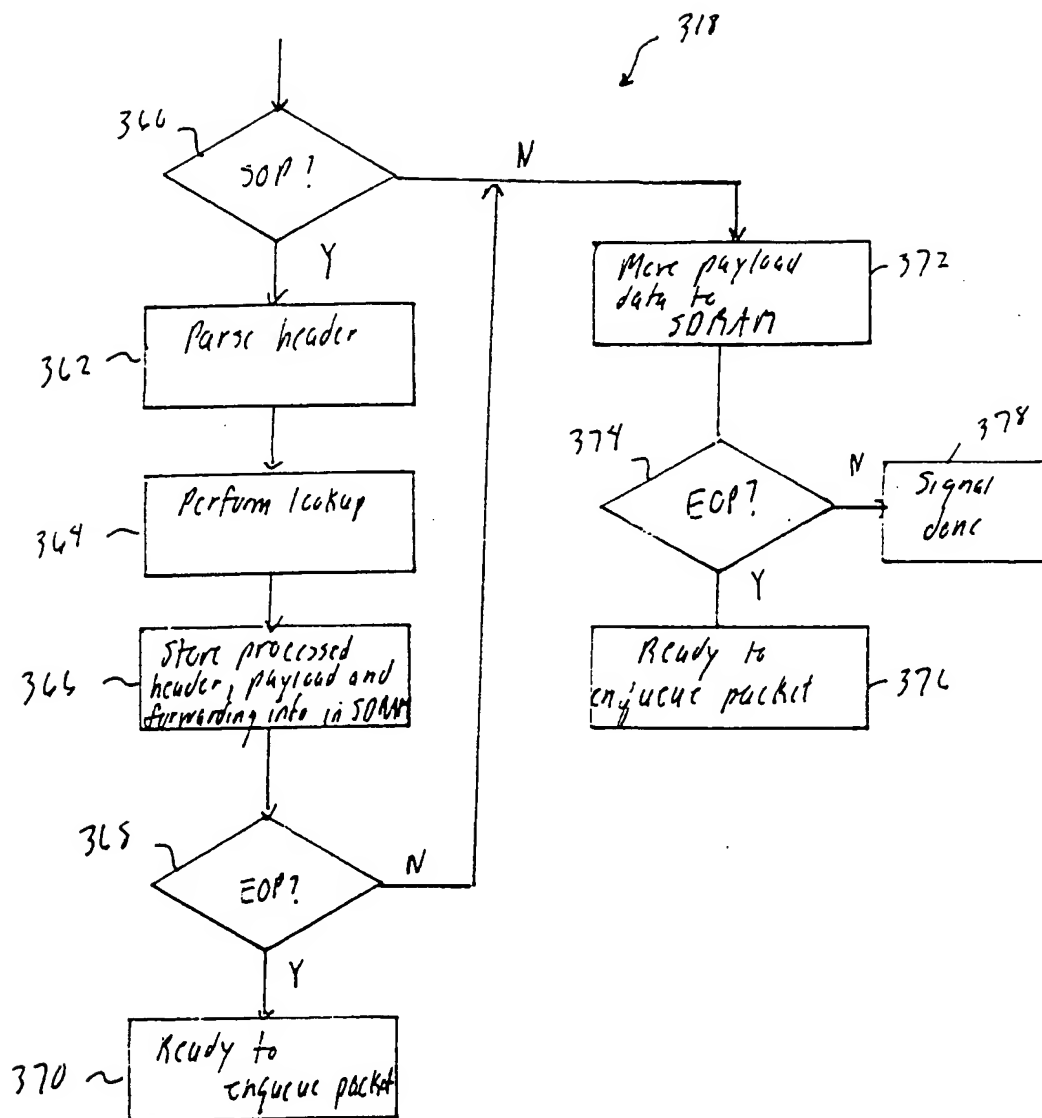 318
360
SOP?
N
Y
Move payload
data to
SDRAM
372
Parse header
362
374
EOP?
N
378
Signal
done
Perform lookup
364
Y
Store processed
header, payload and
forwarding info in SDRAM
366
Ready to
enqueue packet
376
368
EOP?
N
Y
Ready to
enqueue packet
370